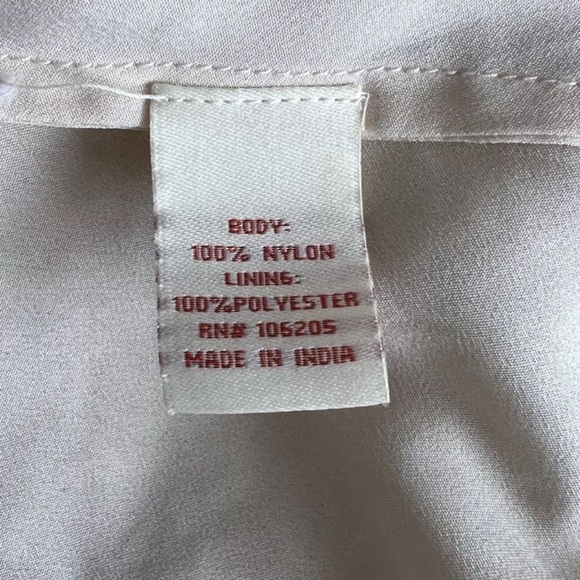 BODY:
100% NYLON
LINING:
100%POLYESTER
RN# 106205
MADE IN INDIA